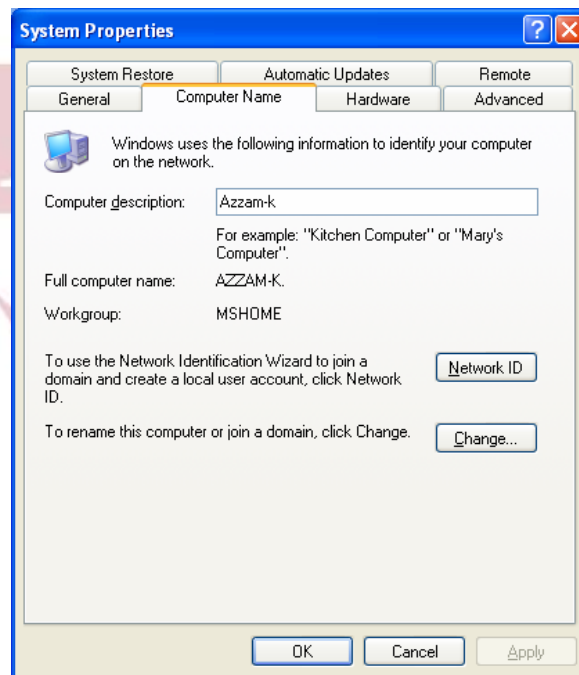 System Properties
System Restore Automatic Updates Remote
General Computer Name Hardware Advanced
Windows uses the following information to identify your computer
on the network.
Computer description: Azzam-k
For example: "Kitchen Computer" or "Mary's
Computer".
Full computer name: AZZAM-K.
Workgroup: MSHOME
To use the Network Identification Wizard to join a
domain and create a local user account, click Network
ID.
Network ID
To rename this computer or join a domain, click Change.
Change...
OK Cancel Apply